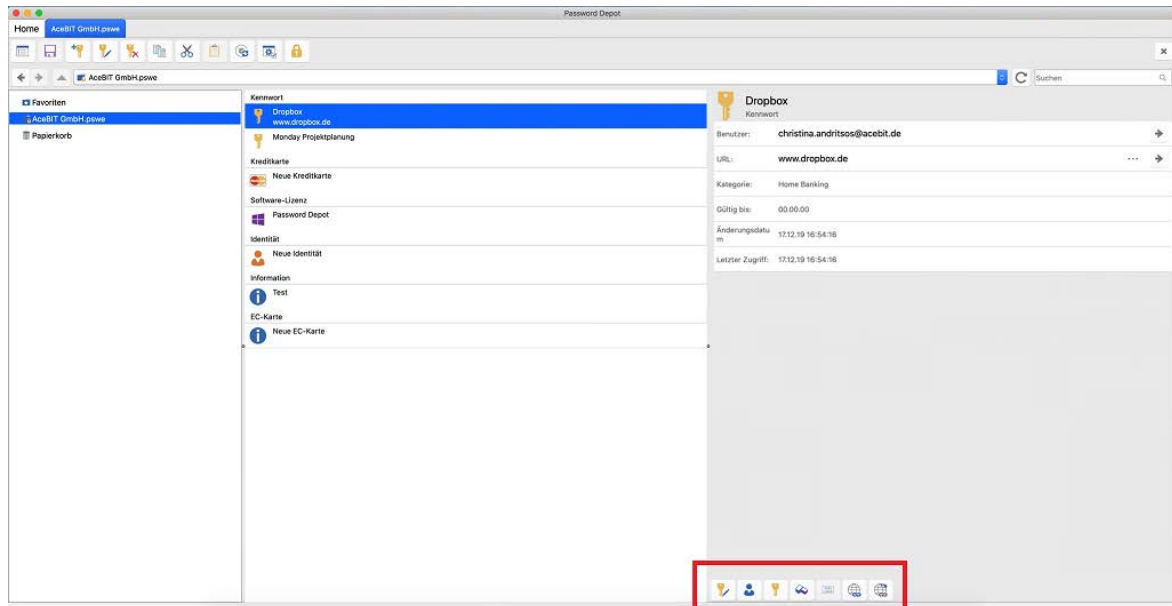 Password Depot
Home
AceBIT GmbH.pswe
AceBIT GmbH.pswe
Suchen
Favoriten
AceBIT GmbH.pswe
Papierkorb
Kennwort
Dropbox
www.dropbox.de
Monday Projektplanung
Kreditkarte
Neue Kreditkarte
Software-Lizenz
Password Depot
Identität
Neue Identität
Information
Test
EC-Karte
Neue EC-Karte
Dropbox
Kennwort
Benutzer: christina.andritsos@acebit.de
URL: www.dropbox.de
Kategorie: Home Banking
Gültig bis: 00.00.00
Änderungsdatu
m 17.12.19 16:54:16
Letzter Zugriff: 17.12.19 16:54:16